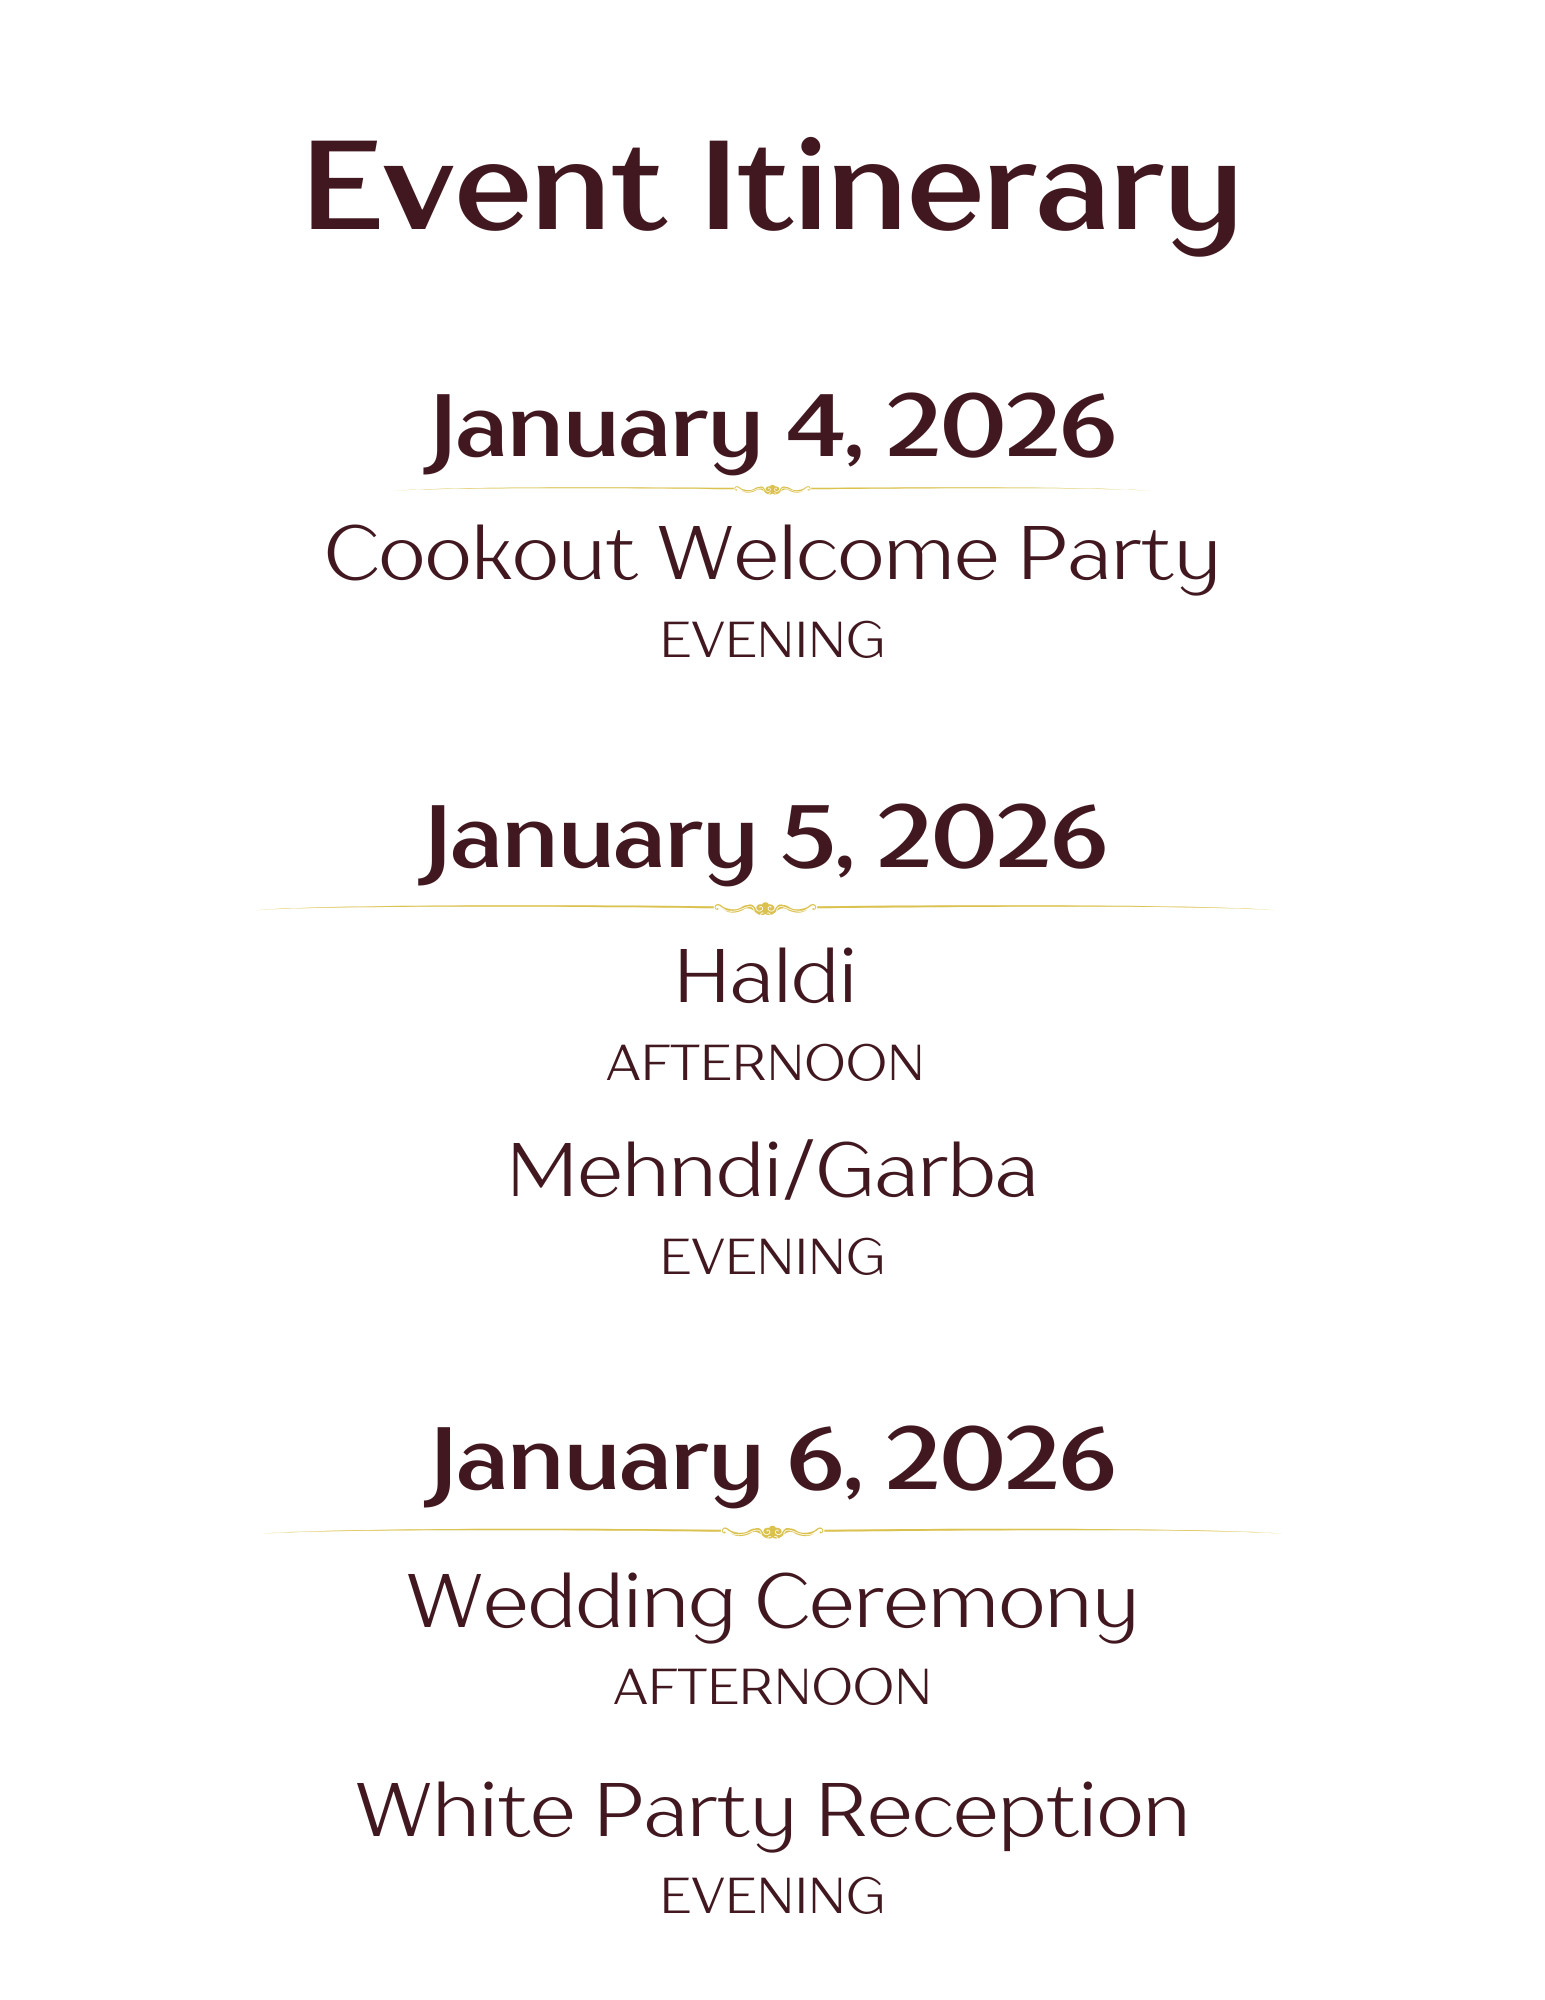 Event Itinerary
January 4, 2026
Cookout Welcome Party
EVENING
January 5, 2026
Haldi
AFTERNOON
Mehndi/Garba
EVENING
January 6, 2026
Wedding Ceremony
AFTERNOON
White Party Reception
EVENING